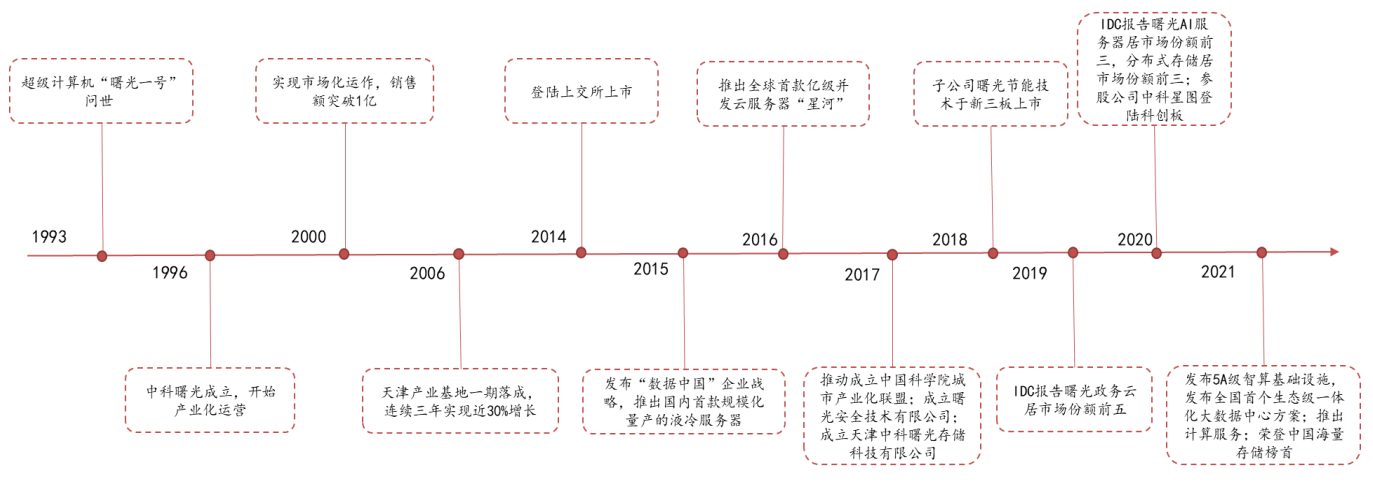 1993
超级计算机“曙光一号”
问世
1996
中科曙光成立，开始
产业化运营
2000
实现市场化运作，销售
额突破1亿
2006
天津产业基地一期落成，
连续三年实现近30%增长
2014
登陆上交所上市
2015
发布“数据中国”企业战
略，推出国内首款规模化
量产的液冷服务器
2016
推出全球首款亿级并
发云服务器“星河”
2017
推动成立中国科学院城
市产业化联盟；成立曙
光安全技术有限公司；
成立天津中科曙光存储
科技有限公司
2018
子公司曙光节能技
术于新三板上市
2019
IDC报告曙光政务云
居市场份额前五
2020
IDC报告曙光AI服
务器居市场份额前
三，分布式存储居
市场份额前三；参
股公司中科星图登
陆科创板
2021
发布5A级智算基础设施，
发布全国首个生态级一体
化大数据中心方案；推出
计算服务；荣登中国海量
存储榜首